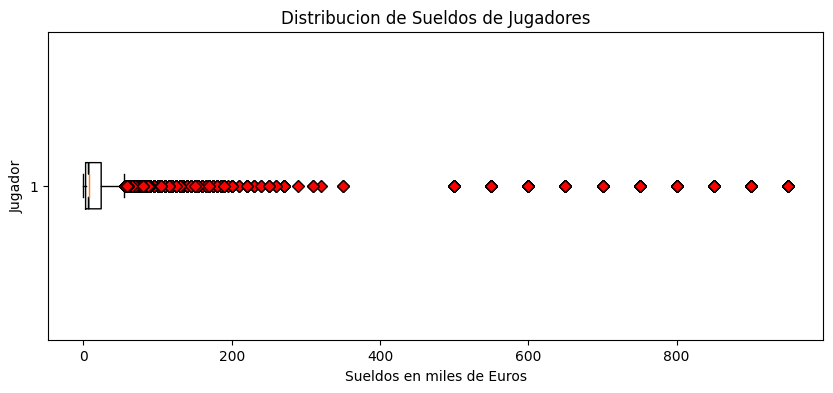 Distribucion de Sueldos de Jugadores
Jugador
1
0 200 400 600 800
Sueldos en miles de Euros